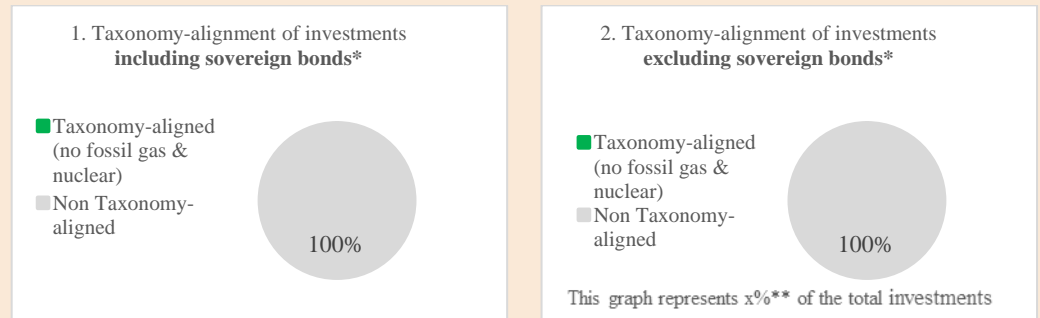 1. Taxonomy-alignment of investments
including sovereign bonds*
Taxonomy-aligned
(no fossil gas &
nuclear)
Non Taxonomy-
aligned
100%
2. Taxonomy-alignment of investments
excluding sovereign bonds*
Taxonomy-aligned
(no fossil gas &
nuclear)
Non Taxonomy-
aligned
100%
This graph represents x%** of the total investments